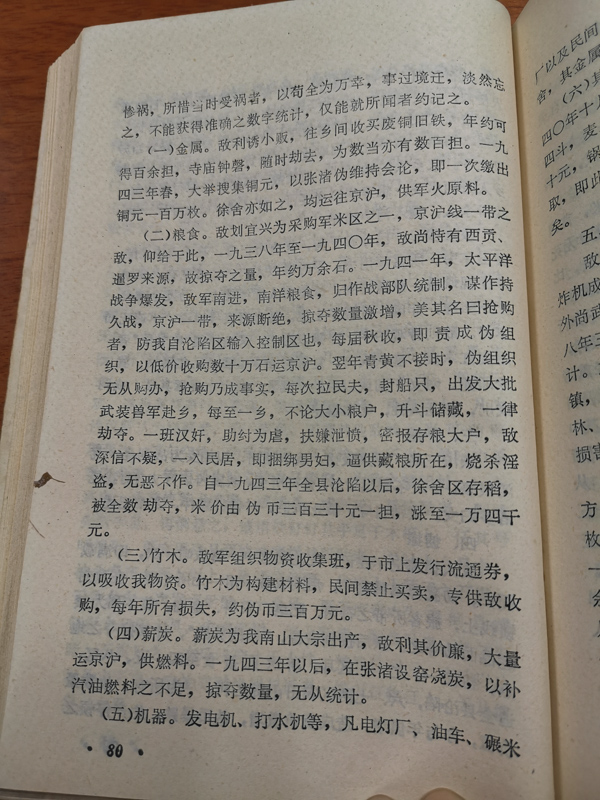 惨祸，所惜当时受祸者，以苟全为万幸，事过境迁，淡然忘
之，不能获得准确之数字统计，仅能就所闻者约记之。
(一)金属。敌利诱小贩，往乡间收买废铜旧铁，年约可
得百余担，寺庙钟磬，随时劫去，为数当亦有数百担。一九
四三年春，大举搜集铜元，以张渚伪维持会论，即一次缴出
铜元一百万枚。徐舍亦如之，均运往京沪，供军火原料。
(二)粮食。敌划宜兴为采购军米区之一，京沪线一带之
敌，仰给于此，一九三八年至一九四〇年，敌尚恃有西贡、
暹罗来源，故掠夺之量，年约万余石。一九四一年，太平洋
战争爆发，敌军南进，南洋粮食，归作战部队统制，谋作持
久战，京沪一带，来源断绝，掠夺数量激增，美其名曰抢购
者，防我自沦陷区输入控制区也，每届秋收，即责成伪组
织，以低价收购数十万石运京沪。翌年青黄不接时，伪组织
无从购办，抢购乃成事实，每次拉民夫，封船只，出发大批
武装兽军赴乡，每至一乡，不论大小粮户，升斗储藏，一律
劫夺。一班汉奸，助纣为虐，扶嫌泄愤，密报存粮大户，敌
深信不疑，一入民居，即捆绑男妇，逼供藏粮所在，烧杀淫
盗，无恶不作。自一九四三年全县沦陷以后，徐舍区存稻，
被全数劫夺，米价由伪币三百三十元一担，涨至一万四千
元。
(三)竹木。敌军组织物资收集班，于市上发行流通券，
以吸收我物资。竹木为构建材料，民间禁止买卖，专供敌收
购，每年所有损失，约伪币三百万元。
(四)薪炭。薪炭为我南山大宗出产，敌利其价廉，大量
运京沪，供燃料。一九四三年以后，在张渚设窑烧炭，以补
汽油燃料之不足，掠夺数量，无从统计。
(五)机器。发电机、打水机等，凡电灯厂、油车、碾米
·80·
厂以及民间
舍，其金属
(六)其
四〇年十月
四斗，麦
十元，锅
取，即此
矣。
五、
敌
炸机成
外尚武
八年三
计。
镇，
林、
损害
方
枚
一
余